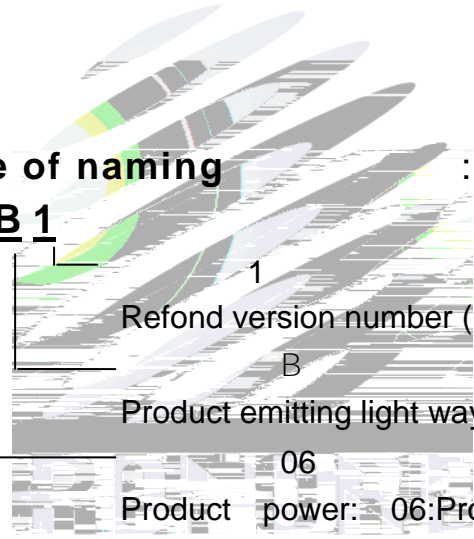 e of naming :
B 1
1
Refond version number (
B
Product emitting light way
06
Product power: 06:Pro